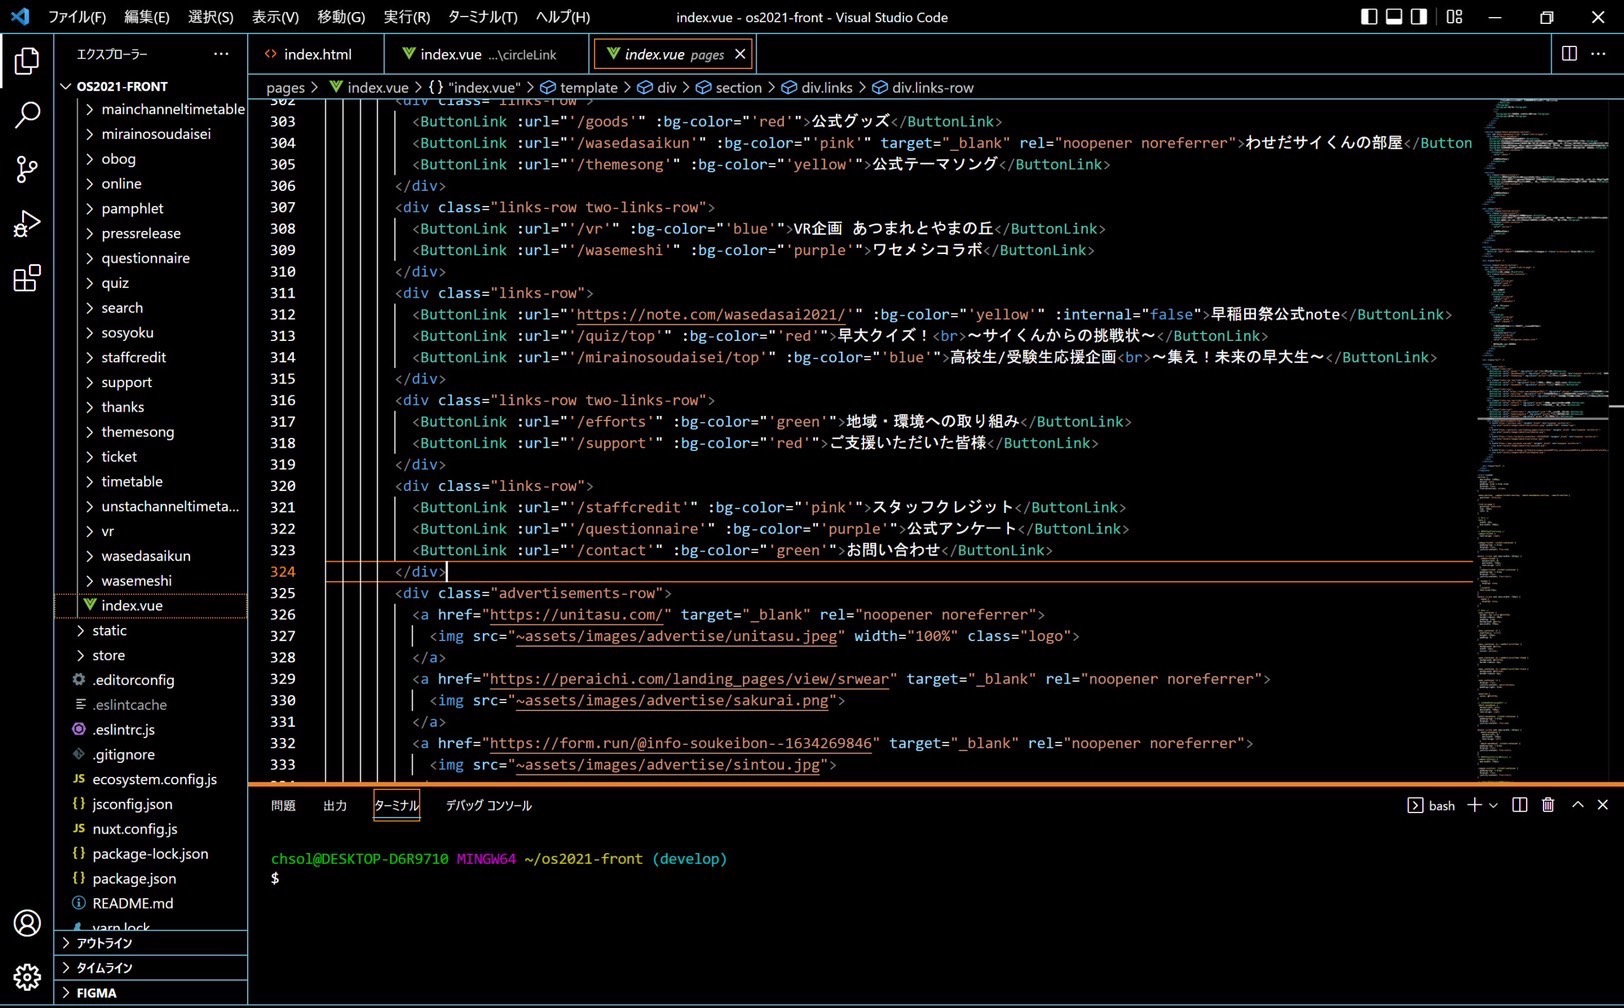 ファイル(F) 編集(E) 選択(S) 表示(V) 移動(G) 実行(R) ターミナル(T) ヘルプ(H) index.vue - os2021-front - Visual Studio Code
エクスプローラー
OS2021-FRONT
mainchanneltimetable
mirainosoudaisei
obog
online
pamphlet
pressrelease
questionnaire
quiz
search
sosyoku
staffcredit
support
thanks
themesong
ticket
timetable
unstachanneltimeta...
vr
wasedasaikun
wasemeshi
index.vue
static
store
.editorconfig
.eslintcache
.eslintrc.js
.gitignore
JS ecosystem.config.js
{} jsconfig.json
JS nuxt.config.js
{} package-lock.json
{} package.json
README.md
yarn.lock
アウトライン
タイムライン
FIGMA
index.html index.vue ...\circleLink index.vue pages
pages > index.vue > {} "index.vue" > template > div > section > div.links > div.links-row
302 <div class="links-row">
303 <ButtonLink :url="'/goods'" :bg-color="'red'">公式グッズ</ButtonLink>
304 <ButtonLink :url="'/wasedasaikun'" :bg-color="'pink'" target="_blank" rel="noopener noreferrer">わせだサイくんの部屋</Button
305 <ButtonLink :url="'/themesong'" :bg-color="'yellow'">公式テーマソング</ButtonLink>
306 </div>
307 <div class="links-row two-links-row">
308 <ButtonLink :url="'/vr'" :bg-color="'blue'">VR企画 あつまれとやまの丘</ButtonLink>
309 <ButtonLink :url="'/wasemeshi'" :bg-color="'purple'">ワセメシコラボ</ButtonLink>
310 </div>
311 <div class="links-row">
312 <ButtonLink :url="'https://note.com/wasedasai2021/'" :bg-color="'yellow'" :internal="false">早稲田祭公式note</ButtonLink>
313 <ButtonLink :url="'/quiz/top'" :bg-color="'red'">早大クイズ！<br>～サイくんからの挑戦状～</ButtonLink>
314 <ButtonLink :url="'/mirainosoudaisei/top'" :bg-color="'blue'">高校生/受験生応援企画<br>～集え！未来の早大生～</ButtonLink>
315 </div>
316 <div class="links-row two-links-row">
317 <ButtonLink :url="'/efforts'" :bg-color="'green'">地域・環境への取り組み</ButtonLink>
318 <ButtonLink :url="'/support'" :bg-color="'red'">ご支援いただいた皆様</ButtonLink>
319 </div>
320 <div class="links-row">
321 <ButtonLink :url="'/staffcredit'" :bg-color="'pink'">スタッフクレジット</ButtonLink>
322 <ButtonLink :url="'/questionnaire'" :bg-color="'purple'">公式アンケート</ButtonLink>
323 <ButtonLink :url="'/contact'" :bg-color="'green'">お問い合わせ</ButtonLink>
324 </div>
325 <div class="advertisements-row">
326 <a href="https://unitasu.com/" target="_blank" rel="noopener noreferrer">
327 <img src="~assets/images/advertise/unitasu.jpeg" width="100%" class="logo">
328 </a>
329 <a href="https://peraichi.com/landing_pages/view/srwear" target="_blank" rel="noopener noreferrer">
330 <img src="~assets/images/advertise/sakurai.png">
331 </a>
332 <a href="https://form.run/@info-soukeibon--1634269846" target="_blank" rel="noopener noreferrer">
333 <img src="~assets/images/advertise/sintou.jpg">
問題 出力 ターミナル デバッグ コンソール bash
chsol@DESKTOP-D6R9710 MINGW64 ~/os2021-front (develop)
$